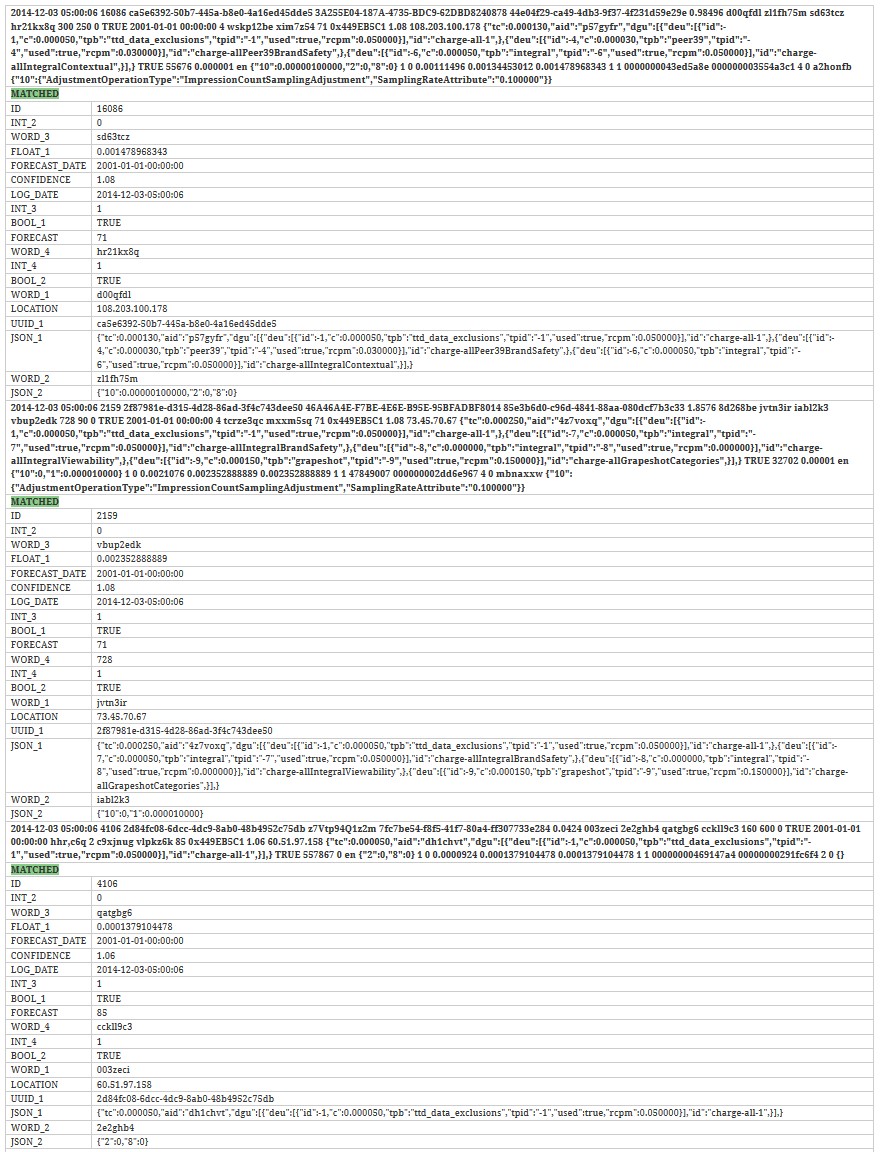 2014-12-03 05:00:06 16086 ca5e6392-50b7-445a-b8e0-4a16ed45dde5 3A255E04-187A-4735-BDC9-62DBD8240878 44e04f29-ca49-4db3-9f37-4f231d59e29e 0.98496 d00qfdl zl1fh75m sd63tcz
hr21kx8q 300 250 0 TRUE 2001-01-01 00:00:00 4 wskp12be xim7z54 71 0x449EB5C1 1.08 108.203.100.178 {"tc":0.000130,"aid":"p57gyfr","dgu":[{"deu":[{"id":-
1,"c":0.000050,"tpb":"ttd_data_exclusions","tpid":"-1","used":true,"rcpm":0.050000}],"id":"charge-all-1",},{"deu":[{"id":-4,"c":0.000030,"tpb":"peer39","tpid":"-
4","used":true,"rcpm":0.030000}],"id":"charge-allPeer39BrandSafety",},{"deu":[{"id":-6,"c":0.000050,"tpb":"integral","tpid":"-6","used":true,"rcpm":0.050000}],"id":"charge-
allIntegralContextual",}],} TRUE 55676 0.000001 en {"10":0.00000100000,"2":0,"8":0} 1 0 0.00111496 0.00134453012 0.001478968343 1 1 0000000043ed5a8e 000000003554a3c1 4 0 a2honfb
{"10":{"AdjustmentOperationType":"ImpressionCountSamplingAdjustment","SamplingRateAttribute":"0.100000"}}
MATCHED
ID 16086
INT_2 0
WORD_3 sd63tcz
FLOAT_1 0.001478968343
FORECAST_DATE 2001-01-01-00:00:00
CONFIDENCE 1.08
LOG_DATE 2014-12-03-05:00:06
INT_3 1
BOOL_1 TRUE
FORECAST 71
WORD_4 hr21kx8q
INT_4 1
BOOL_2 TRUE
WORD_1 d00qfdl
LOCATION 108.203.100.178
UUID_1 ca5e6392-50b7-445a-b8e0-4a16ed45dde5
JSON_1 {"tc":0.000130,"aid":"p57gyfr","dgu":[{"deu":[{"id":-1,"c":0.000050,"tpb":"ttd_data_exclusions","tpid":"-1","used":true,"rcpm":0.050000}],"id":"charge-all-1",},{"deu":[{"id":-
4,"c":0.000030,"tpb":"peer39","tpid":"-4","used":true,"rcpm":0.030000}],"id":"charge-allPeer39BrandSafety",},{"deu":[{"id":-6,"c":0.000050,"tpb":"integral","tpid":"-
6","used":true,"rcpm":0.050000}],"id":"charge-allIntegralContextual",}],}
WORD_2 zl1fh75m
JSON_2 {"10":0.00000100000,"2":0,"8":0}
2014-12-03 05:00:06 2159 2f87981e-d315-4d28-86ad-3f4c743dee50 46A46A4E-F7BE-4E6E-B95E-95BFADBF8014 85e3b6d0-c96d-4841-88aa-080dcf7b3c33 1.8576 8d268be jvtn3ir iabl2k3
vbup2edk 728 90 0 TRUE 2001-01-01 00:00:00 4 tcrze3qc mxxm5sq 71 0x449EB5C1 1.08 73.45.70.67 {"tc":0.000250,"aid":"4z7voxq","dgu":[{"deu":[{"id":-
1,"c":0.000050,"tpb":"ttd_data_exclusions","tpid":"-1","used":true,"rcpm":0.050000}],"id":"charge-all-1",},{"deu":[{"id":-7,"c":0.000050,"tpb":"integral","tpid":"-
7","used":true,"rcpm":0.050000}],"id":"charge-allIntegralBrandSafety",},{"deu":[{"id":-8,"c":0.000000,"tpb":"integral","tpid":"-8","used":true,"rcpm":0.000000}],"id":"charge-
allIntegralViewability",},{"deu":[{"id":-9,"c":0.000150,"tpb":"grapeshot","tpid":"-9","used":true,"rcpm":0.150000}],"id":"charge-allGrapeshotCategories",}],} TRUE 32702 0.00001 en
{"10":0,"1":0.0000010000} 1 0 0.0021076 0.002352888889 0.002352888889 1 1 47849007 000000002d6e967 4 0 mbnaxxw {"10":
{"AdjustmentOperationType":"ImpressionCountSamplingAdjustment","SamplingRateAttribute":"0.100000"}}
MATCHED
ID 2159
INT_2 0
WORD_3 vbup2edk
FLOAT_1 0.002352888889
FORECAST_DATE 2001-01-01-00:00:00
CONFIDENCE 1.08
LOG_DATE 2014-12-03-05:00:06
INT_3 1
BOOL_1 TRUE
FORECAST 71
WORD_4 728
INT_4 1
BOOL_2 TRUE
WORD_1 jvtn3ir
LOCATION 73.45.70.67
UUID_1 2f87981e-d315-4d28-86ad-3f4c743dee50
JSON_1 {"tc":0.000250,"aid":"4z7voxq","dgu":[{"deu":[{"id":-1,"c":0.000050,"tpb":"ttd_data_exclusions","tpid":"-1","used":true,"rcpm":0.050000}],"id":"charge-all-1",},{"deu":[{"id":-
7,"c":0.000050,"tpb":"integral","tpid":"-7","used":true,"rcpm":0.050000}],"id":"charge-allIntegralBrandSafety",},{"deu":[{"id":-8,"c":0.000000,"tpb":"integral","tpid":"-
8","used":true,"rcpm":0.000000}],"id":"charge-allIntegralViewability",},{"deu":[{"id":-9,"c":0.000150,"tpb":"grapeshot","tpid":"-9","used":true,"rcpm":0.150000}],"id":"charge-
allGrapeshotCategories",}],}
WORD_2 iabl2k3
JSON_2 {"10":0,"1":0.000010000}
2014-12-03 05:00:06 4106 2d84fc08-6dcc-4dc9-8ab0-48b4952c75db z7Vtp94Q1z2m 7fc7be54-f8f5-41f7-80a4-ff307733e284 0.0424 003zeci 2e2ghb4 qatgbg6 cckll9c3 160 600 0 TRUE 2001-01-01
00:00:00 hhr,c6q 2 c9xjnug vlpkz6k 85 0x449EB5C1 1.06 60.51.97.158 {"tc":0.000050,"aid":"dh1chvt","dgu":[{"deu":[{"id":-1,"c":0.000050,"tpb":"ttd_data_exclusions","tpid":"-
1","used":true,"rcpm":0.050000}],"id":"charge-all-1",}],} TRUE 557867 0 en {"2":0,"8":0} 1 0 0.0000924 0.0001379104478 0.0001379104478 1 1 00000000469147a4 00000000291fc6f4 2 0 {}
MATCHED
ID 4106
INT_2 0
WORD_3 qatgbg6
FLOAT_1 0.0001379104478
FORECAST_DATE 2001-01-01-00:00:00
CONFIDENCE 1.06
LOG_DATE 2014-12-03-05:00:06
INT_3 1
BOOL_1 TRUE
FORECAST 85
WORD_4 cckll9c3
INT_4 1
BOOL_2 TRUE
WORD_1 003zeci
LOCATION 60.51.97.158
UUID_1 2d84fc08-6dcc-4dc9-8ab0-48b4952c75db
JSON_1 {"tc":0.000050,"aid":"dh1chvt","dgu":[{"deu":[{"id":-1,"c":0.000050,"tpb":"ttd_data_exclusions","tpid":"-1","used":true,"rcpm":0.050000}],"id":"charge-all-1",}],}
WORD_2 2e2ghb4
JSON_2 {"2":0,"8":0}